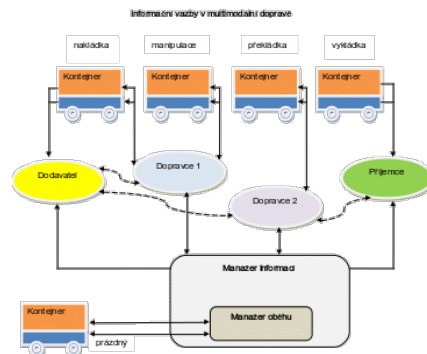 Informační vazby v multimodální dopravě
nakládka
manipulace
překládka
vykládka
Kontejner
Kontejner
Kontejner
Kontejner
Dodavatel
Dopravce 1
Dopravce 2
Příjemce
Manažer informací
Kontejner
prázdný
Manažer oběhu